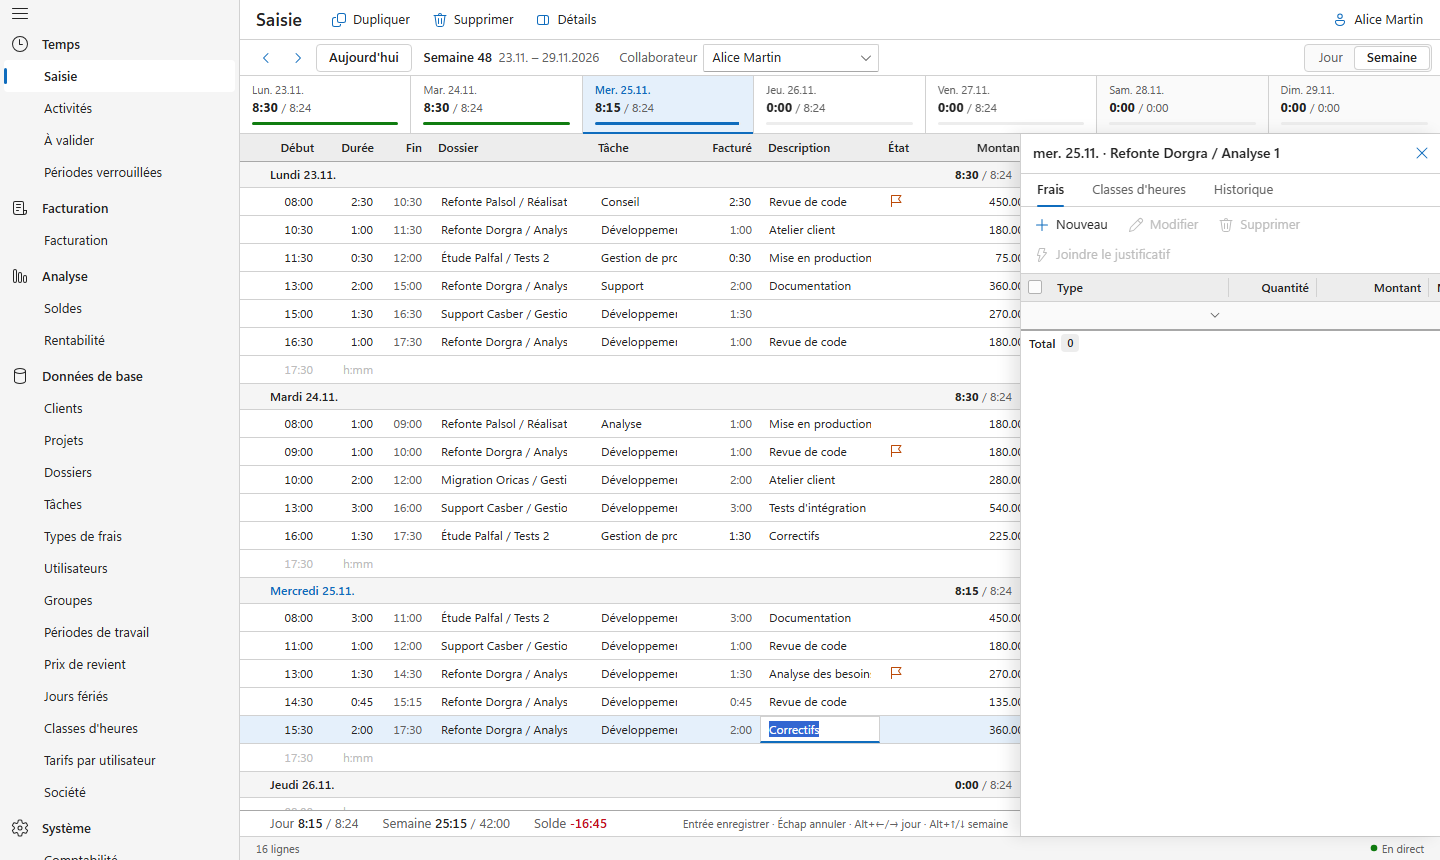 Saisie
Dupliquer
Supprimer
Détails
Alice Martin
Temps
Saisie
Activités
À valider
Périodes verrouillées
Facturation
Facturation
Analyse
Soldes
Rentabilité
Données de base
Clients
Projets
Dossiers
Tâches
Types de frais
Utilisateurs
Groupes
Périodes de travail
Prix de revient
Jours fériés
Classes d'heures
Tarifs par utilisateur
Société
Système
Comptabilité
Aujourd'hui
Semaine 48 23.11. – 29.11.2026
Collaborateur
Alice Martin
Jour
Semaine
Lun. 23.11.
8:30 / 8:24
Mar. 24.11.
8:30 / 8:24
Mer. 25.11.
8:15 / 8:24
Jeu. 26.11.
0:00 / 8:24
Ven. 27.11.
0:00 / 8:24
Sam. 28.11.
0:00 / 0:00
Dim. 29.11.
0:00 / 0:00
Début Durée Fin Dossier Tâche Facturé Description État Montan
Lundi 23.11. 8:30 / 8:24
08:00 2:30 10:30 Refonte Palsol / Réalisat Conseil 2:30 Revue de code 450.00
10:30 1:00 11:30 Refonte Dorgra / Analys Développemer 1:00 Atelier client 180.00
11:30 0:30 12:00 Étude Palfal / Tests 2 Gestion de prc 0:30 Mise en production 75.00
13:00 2:00 15:00 Refonte Dorgra / Analys Support 2:00 Documentation 360.00
15:00 1:30 16:30 Support Casber / Gestio Développemer 1:30 270.00
16:30 1:00 17:30 Refonte Dorgra / Analys Développemer 1:00 Revue de code 180.00
17:30 h:mm
Mardi 24.11. 8:30 / 8:24
08:00 1:00 09:00 Refonte Palsol / Réalisat Analyse 1:00 Mise en production 180.00
09:00 1:00 10:00 Refonte Dorgra / Analys Développemer 1:00 Revue de code 180.00
10:00 2:00 12:00 Migration Oricas / Gesti Développemer 2:00 Atelier client 280.00
13:00 3:00 16:00 Support Casber / Gestio Développemer 3:00 Tests d'intégration 540.00
16:00 1:30 17:30 Étude Palfal / Tests 2 Gestion de prc 1:30 Correctifs 225.00
17:30 h:mm
Mercredi 25.11. 8:15 / 8:24
08:00 3:00 11:00 Étude Palfal / Tests 2 Développemer 3:00 Documentation 450.00
11:00 1:00 12:00 Support Casber / Gestio Développemer 1:00 Revue de code 180.00
13:00 1:30 14:30 Refonte Dorgra / Analys Développemer 1:30 Analyse des besoin 270.00
14:30 0:45 15:15 Refonte Dorgra / Analys Développemer 0:45 Revue de code 135.00
15:30 2:00 17:30 Refonte Dorgra / Analys Développemer 2:00 Correctifs 360.00
17:30 h:mm
Jeudi 26.11. 0:00 / 8:24
Jour 8:15 / 8:24 Semaine 25:15 / 42:00 Solde -16:45 Entrée enregistrer · Échap annuler · Alt+←/→ jour · Alt+↑/↓ semaine
16 lignes
En direct
mer. 25.11. · Refonte Dorgra / Analyse 1
Frais
Classes d'heures
Historique
Nouveau
Modifier
Supprimer
Joindre le justificatif
Type Quantité Montant
Total 0